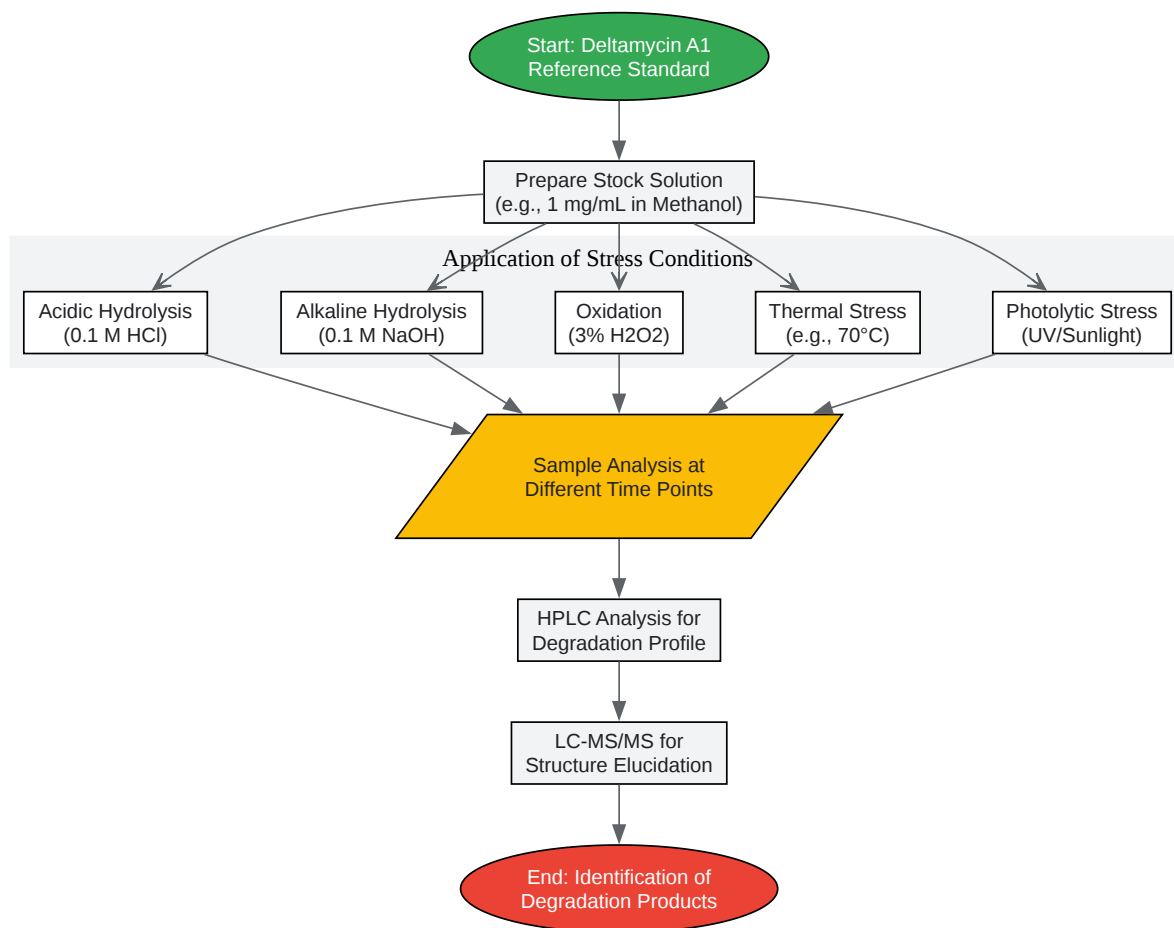 Start: Deltamycin A1
Reference Standard
Prepare Stock Solution
(e.g., 1 mg/mL in Methanol)
Application of Stress Conditions
Acidic Hydrolysis
(0.1 M HCl)
Alkaline Hydrolysis
(0.1 M NaOH)
Oxidation
(3% H2O2)
Thermal Stress
(e.g., 70°C)
Photolytic Stress
(UV/Sunlight)
Sample Analysis at
Different Time Points
HPLC Analysis for
Degradation Profile
LC-MS/MS for
Structure Elucidation
End: Identification of
Degradation Products